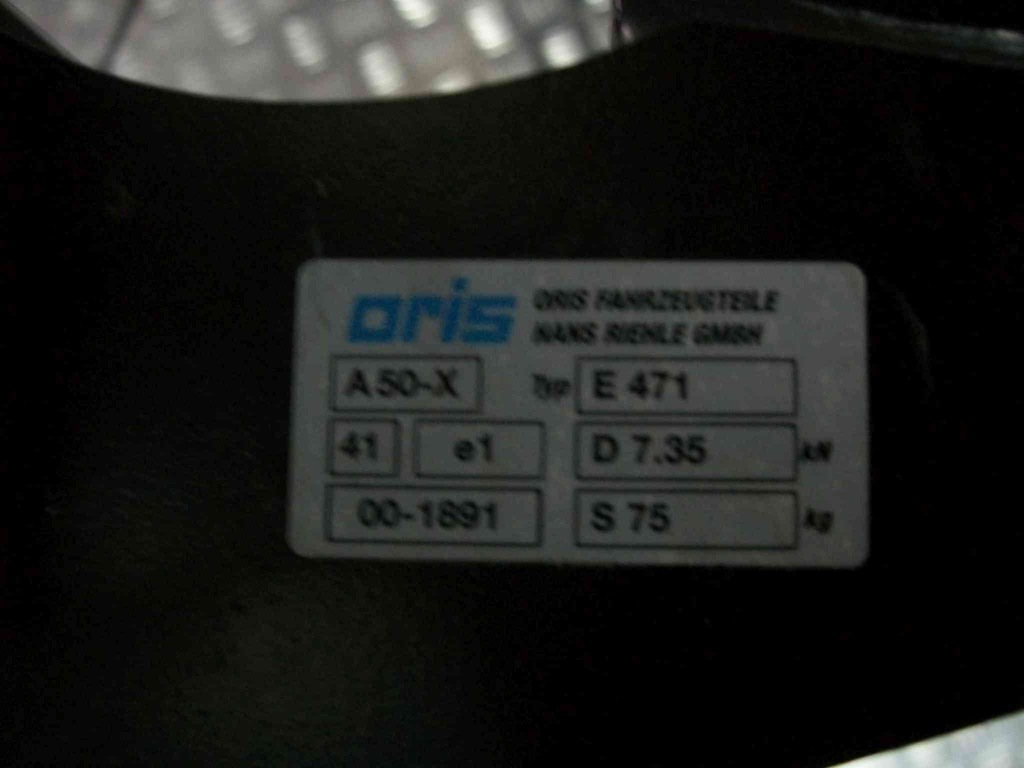 oris ORIS FAHRZEUGTEILE
HANS RIEHLE GMBH
A 50-X Typ E 471
41 e1 D 7.35 kN
00-1891 S 75 kg